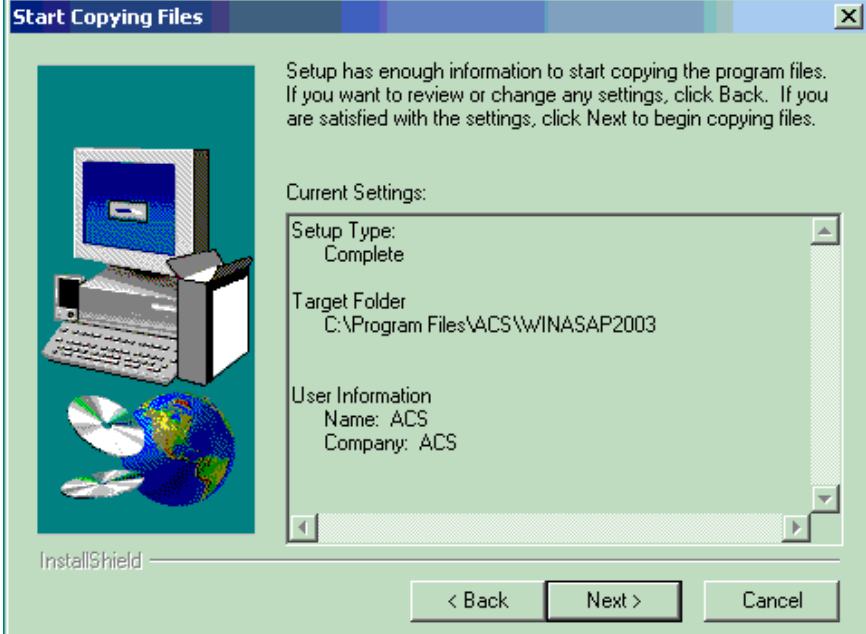 Start Copying Files
Setup has enough information to start copying the program files.
If you want to review or change any settings, click Back. If you
are satisfied with the settings, click Next to begin copying files.
Current Settings:
Setup Type:
Complete
Target Folder
C:\Program Files\ACS\WINASAP2003
User Information
Name: ACS
Company: ACS
InstallShield
< Back
Next >
Cancel